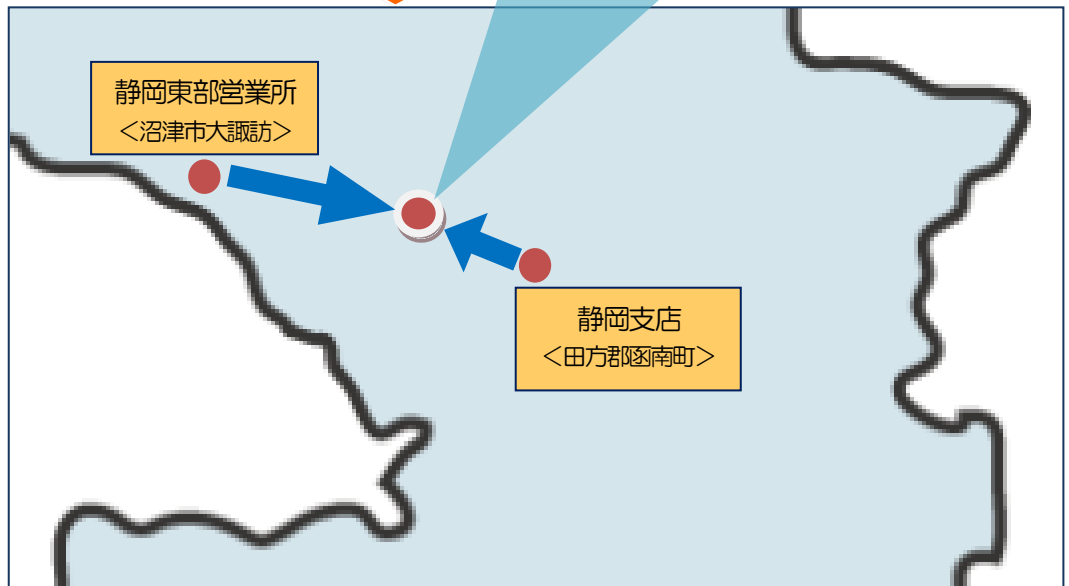 静岡東部営業所
＜沼津市大諏訪＞
静岡支店
＜田方郡函南町＞